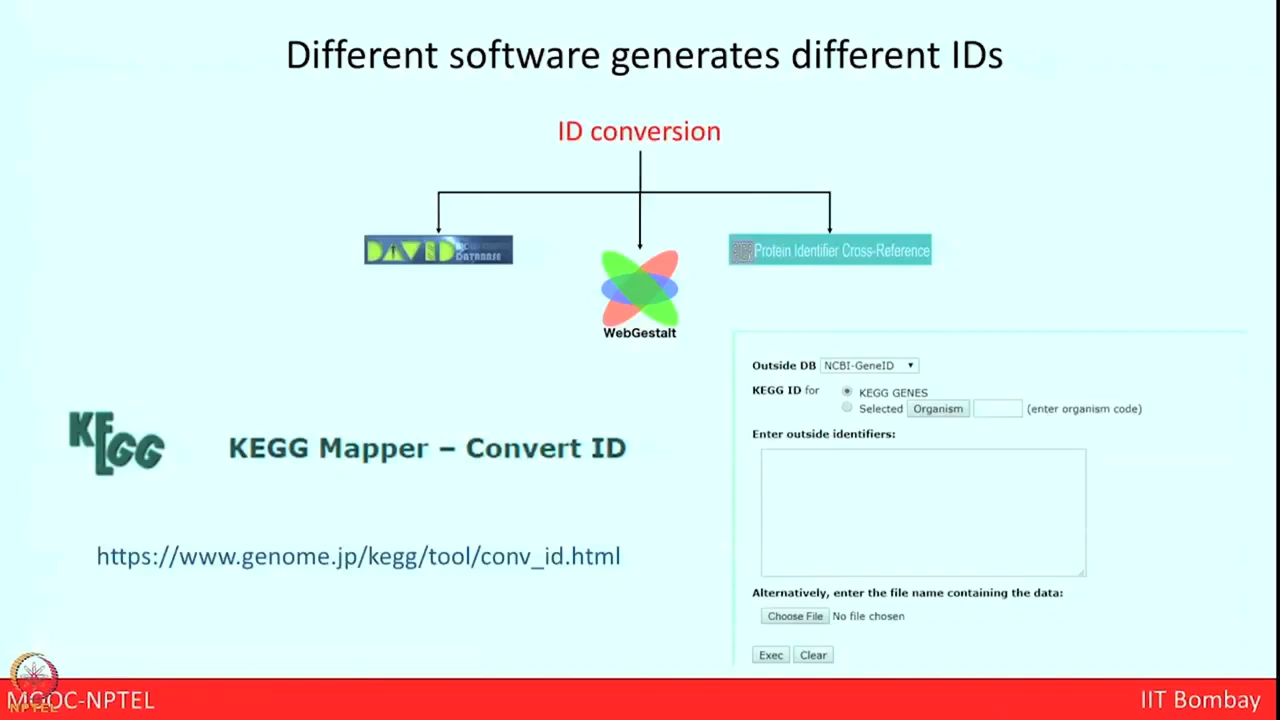 Different software generates different IDs
ID conversion
DAVID
DATABASE
Protein Identifier Cross-Reference
WebGestalt
Outside DB NCBI-GeneID
KEGG ID for KEGG GENES
Selected Organism (enter organism code)
Enter outside identifiers:
KEGG
KEGG Mapper – Convert ID
https://www.genome.jp/kegg/tool/conv_id.html
Alternatively, enter the file name containing the data:
Choose File No file chosen
Exec Clear
NPTEL
MOOC-NPTEL
IIT Bombay